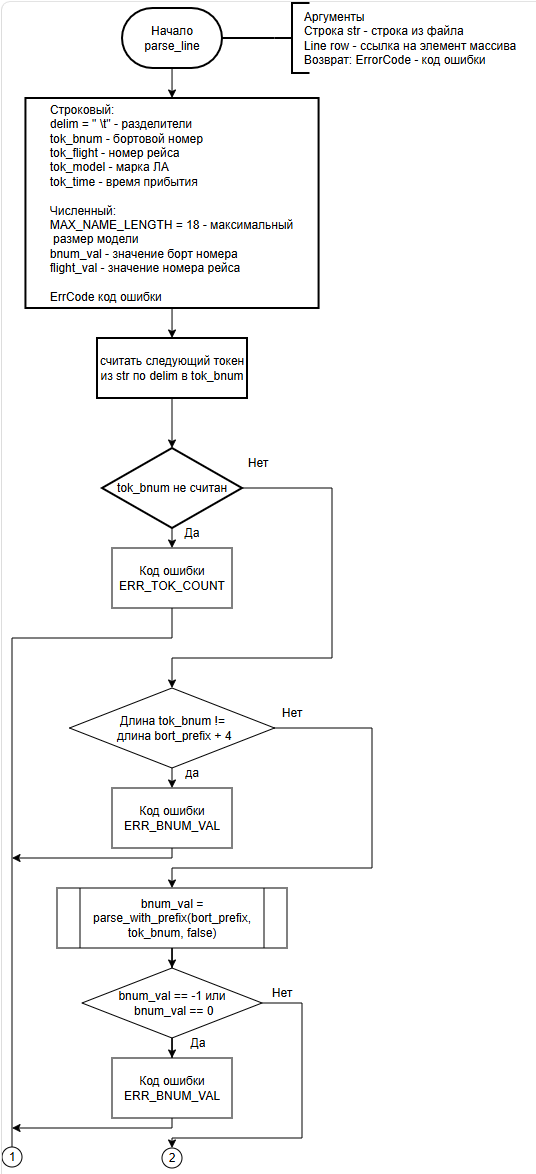 Начало
parse_line
Аргументы
Строка str - строка из файла
Line row - ссылка на элемент массива
Возврат: ErrorCode - код ошибки
Строковый:
delim = " \t" - разделители
tok_bnum - бортовой номер
tok_flight - номер рейса
tok_model - марка ЛА
tok_time - время прибытия
Численный:
MAX_NAME_LENGTH = 18 - максимальный
размер модели
bnum_val - значение борт номера
flight_val - значение номера рейса
ErrCode код ошибки
считать следующий токен
из str по delim в tok_bnum
tok_bnum не считан
Нет
Да
Код ошибки
ERR_TOK_COUNT
Длина tok_bnum !=
длина bort_prefix + 4
Нет
да
Код ошибки
ERR_BNUM_VAL
bnum_val =
parse_with_prefix(bort_prefix,
tok_bnum, false)
bnum_val == -1 или
bnum_val == 0
Нет
Да
Код ошибки
ERR_BNUM_VAL
1
2